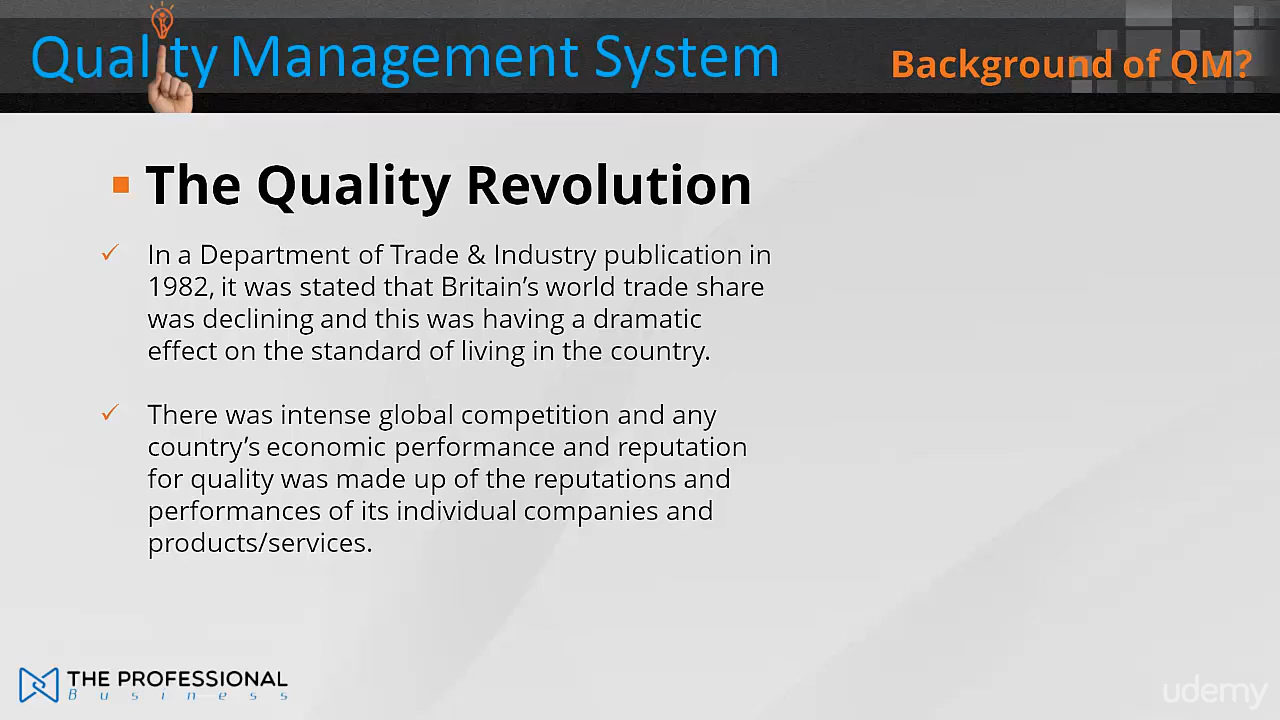 Quality Management System
Background of QM?
The Quality Revolution
In a Department of Trade & Industry publication in
1982, it was stated that Britain’s world trade share
was declining and this was having a dramatic
effect on the standard of living in the country.
There was intense global competition and any
country’s economic performance and reputation
for quality was made up of the reputations and
performances of its individual companies and
products/services.
THE PROFESSIONAL
Business
udemy